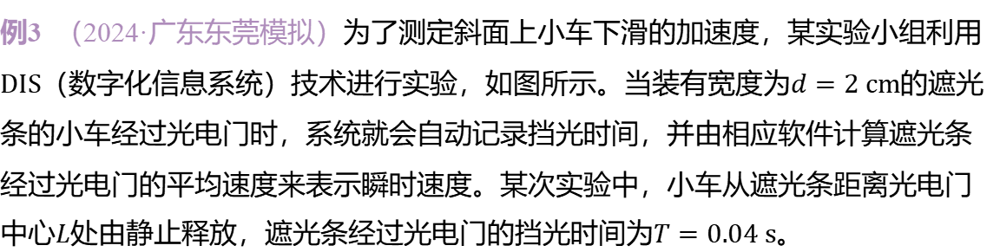 例3 （2024·广东东莞模拟）为了测定斜面上小车下滑的加速度，某实验小组利用
DIS（数字化信息系统）技术进行实验，如图所示。当装有宽度为d = 2 cm的遮光
条的小车经过光电门时，系统就会自动记录挡光时间，并由相应软件计算遮光条
经过光电门的平均速度来表示瞬时速度。某次实验中，小车从遮光条距离光电门
中心L处由静止释放，遮光条经过光电门的挡光时间为T = 0.04 s。